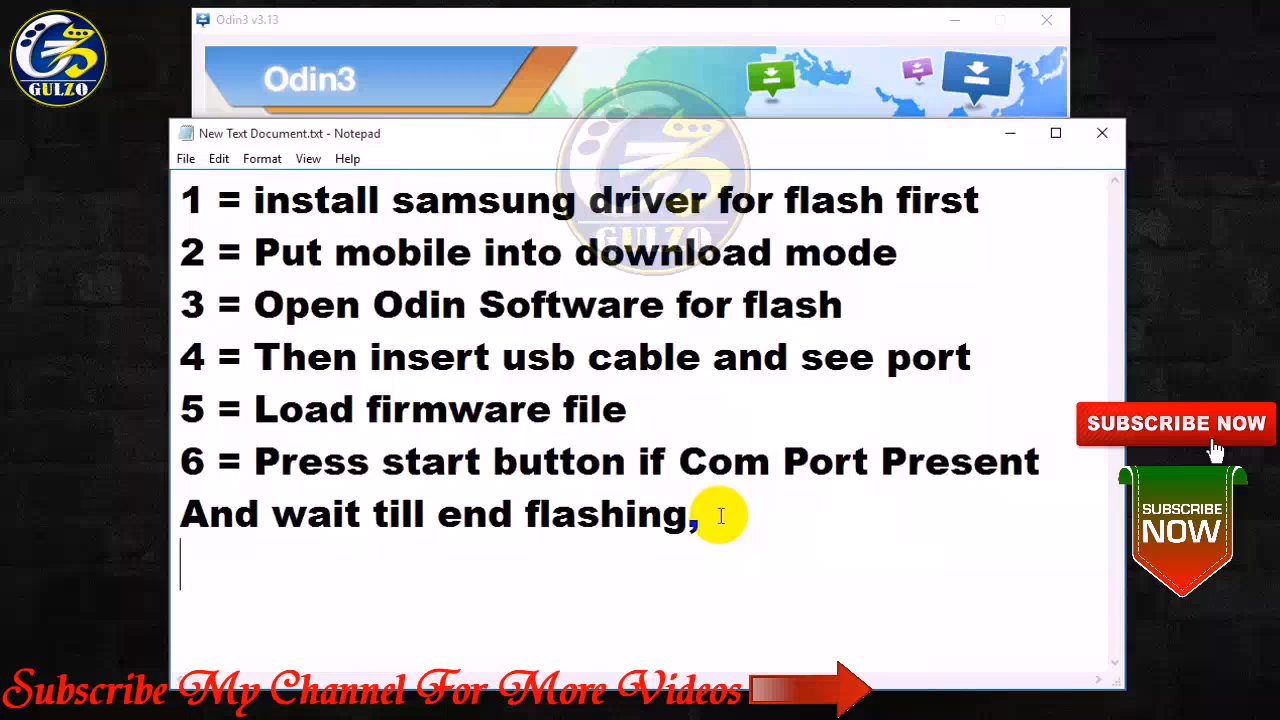 Odin3 v3.13
GULZO
Odin3
New Text Document.txt - Notepad
File Edit Format View Help
GULZO
1 = install samsung driver for flash first
2 = Put mobile into download mode
3 = Open Odin Software for flash
4 = Then insert usb cable and see port
5 = Load firmware file
6 = Press start button if Com Port Present
And wait till end flashing,
SUBSCRIBE NOW
SUBSCRIBE
NOW
Subscribe My Channel For More Videos